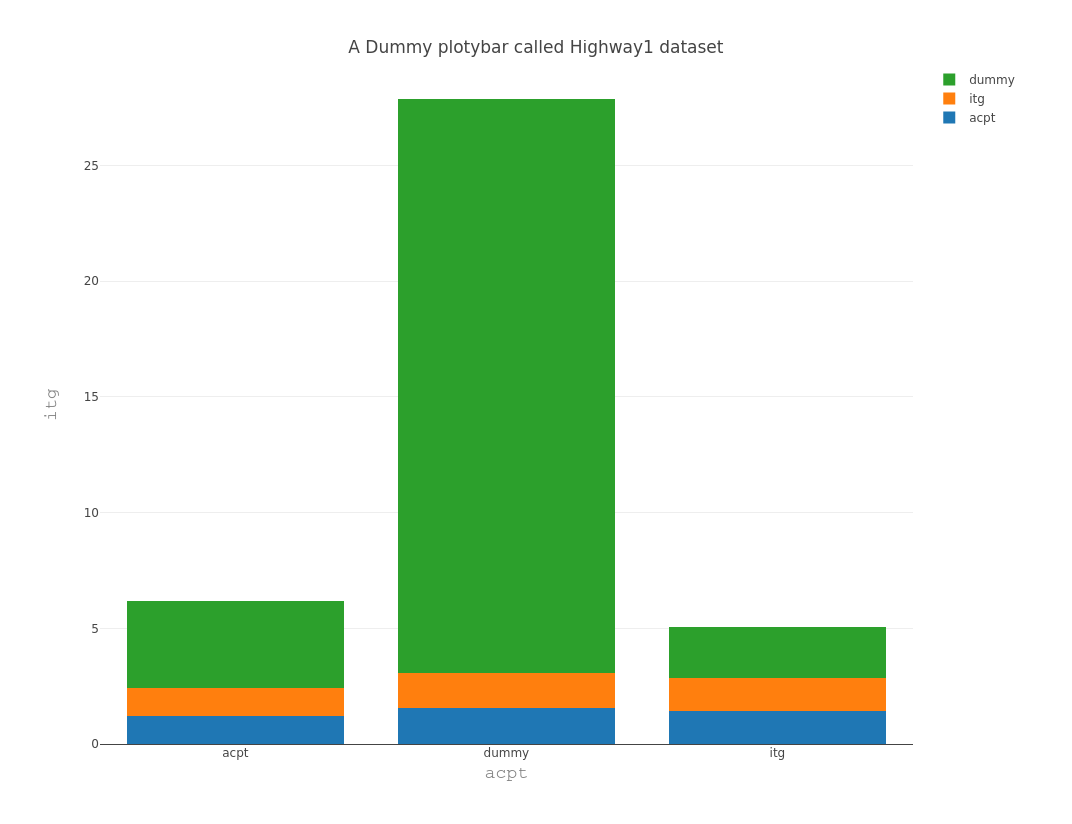 A Dummy plotybar called Highway1 dataset
dummy
itg
acpt
25
20
15
10
5
0
itg
acpt
dummy
itg
acpt